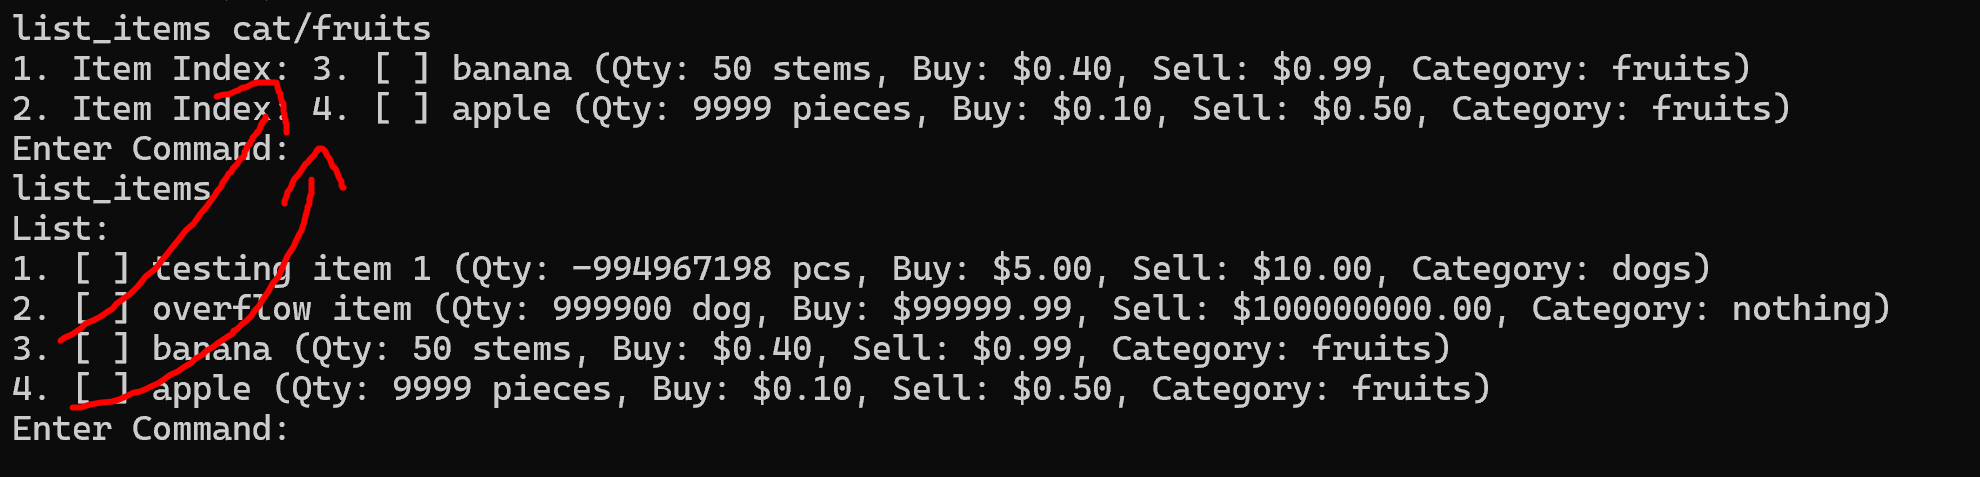 list_items cat/fruits
1. Item Index: 3. [ ] banana (Qty: 50 stems, Buy: $0.40, Sell: $0.99, Category: fruits)
2. Item Index: 4. [ ] apple (Qty: 9999 pieces, Buy: $0.10, Sell: $0.50, Category: fruits)
Enter Command:
list_items
List:
1. [ ] testing item 1 (Qty: -994967198 pcs, Buy: $5.00, Sell: $10.00, Category: dogs)
2. [ ] overflow item (Qty: 999900 dog, Buy: $99999.99, Sell: $100000000.00, Category: nothing)
3. [ ] banana (Qty: 50 stems, Buy: $0.40, Sell: $0.99, Category: fruits)
4. [ ] apple (Qty: 9999 pieces, Buy: $0.10, Sell: $0.50, Category: fruits)
Enter Command: